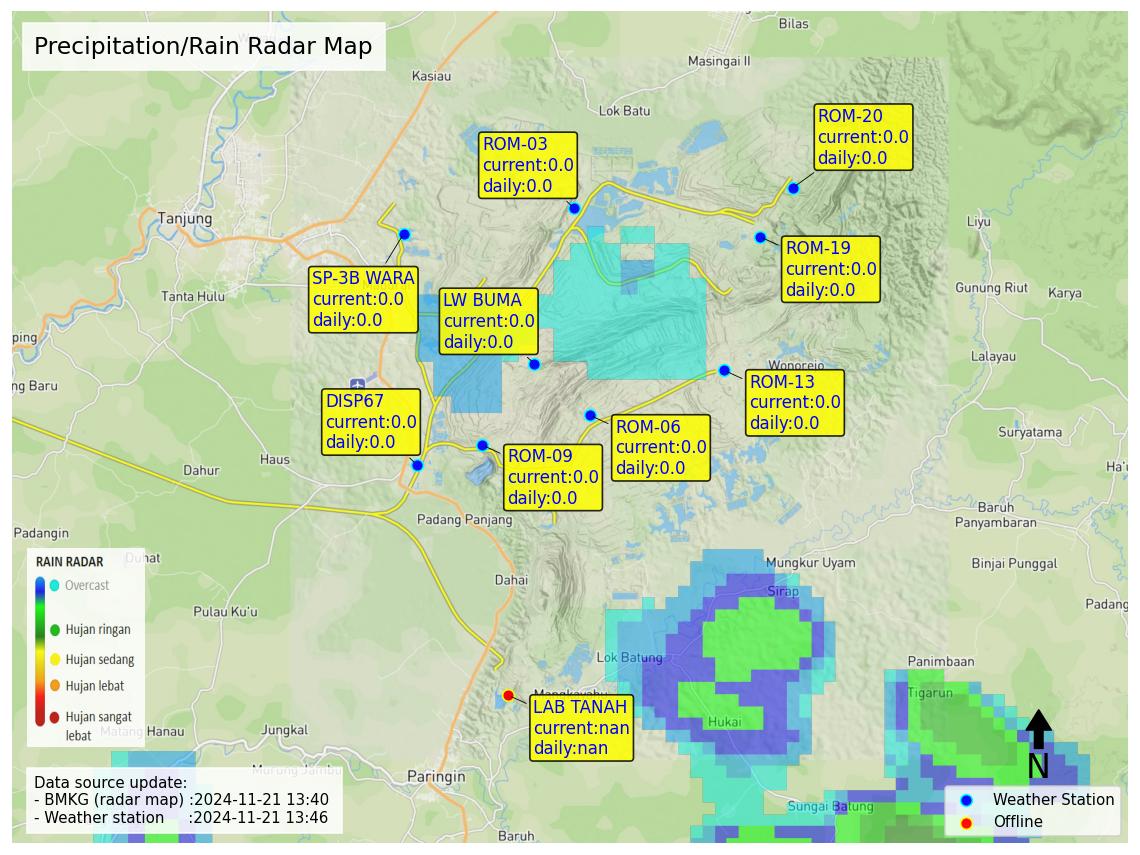 Precipitation/Rain Radar Map
Bilas
Masingai II
Kasiau
Lok Batu
ROM-20
current:0.0
daily:0.0
ROM-03
current:0.0
daily:0.0
Tanjung
Liyu
ROM-19
current:0.0
daily:0.0
SP-3B WARA
current:0.0
daily:0.0
Tanta Hulu
LW BUMA
current:0.0
daily:0.0
Gunung Riut
Karya
ping
Lalayau
Wonorejo
ng Baru
ROM-13
current:0.0
daily:0.0
DISP67
current:0.0
daily:0.0
ROM-06
current:0.0
daily:0.0
Suryatama
ROM-09
current:0.0
daily:0.0
Haus
Dahur
Ha'u
Baruh
Panyambaran
Padang Panjang
Padangin
Duhat
Mungkur Uyam
Binjai Punggal
RAIN RADAR
Overcast
Hujan ringan
Hujan sedang
Hujan lebat
Hujan sangat
lebat
Dahai
Sirap
Padang
Pulau Ku'u
Lok Batung
Panimbaan
Tigarun
Mangkayahu
LAB TANAH
current:nan
daily:nan
Hukai
Matang Hanau
Jungkal
Murung Jambu
Paringin
N
Data source update:
- BMKG (radar map) :2024-11-21 13:40
- Weather station :2024-11-21 13:46
Sungai Batung
Baruh
Weather Station
Offline